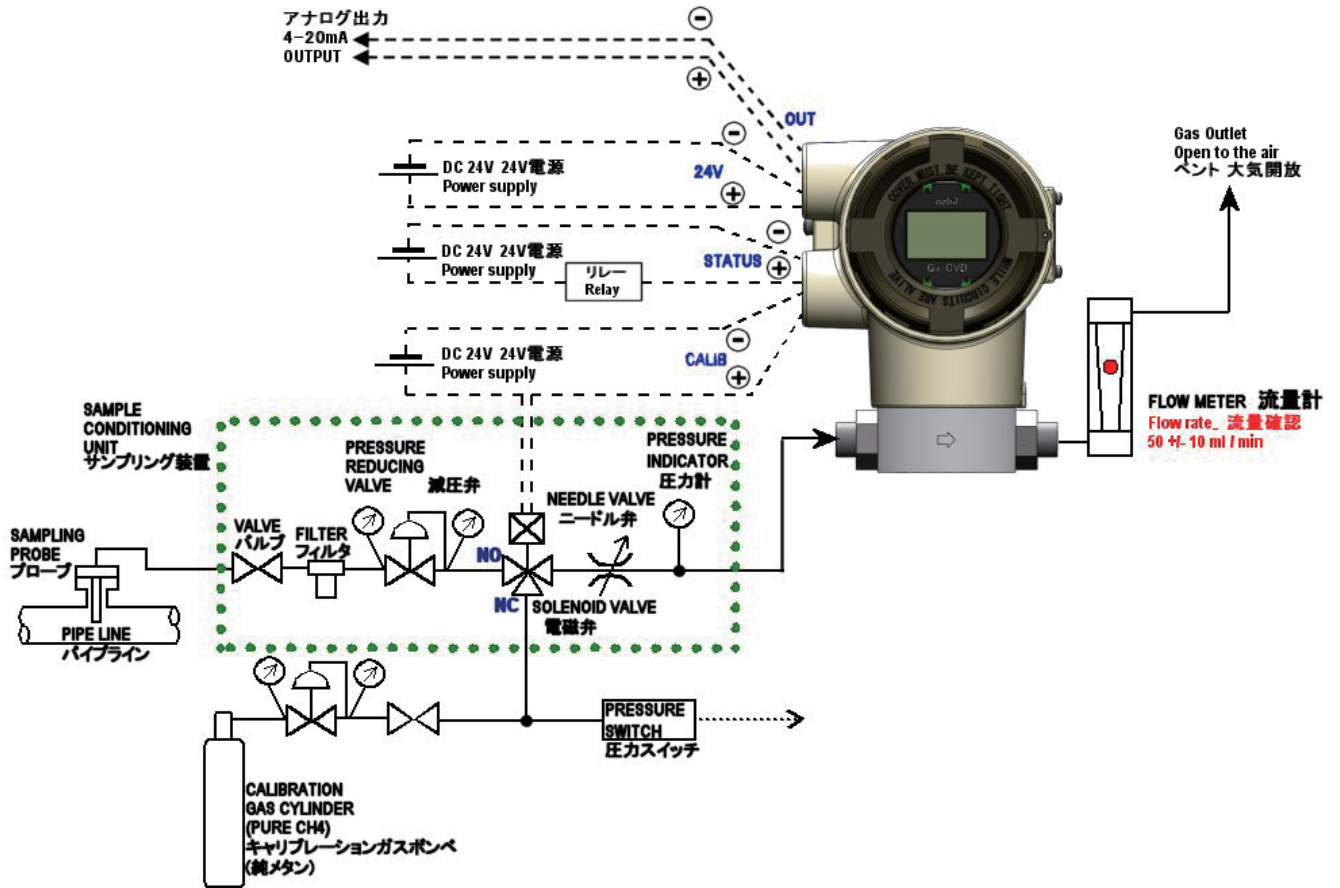 アナログ出力
4-20mA
OUTPUT
OUT
24V
DC 24V 24V電源
Power supply
STATUS
DC 24V 24V電源
Power supply
リレー
Relay
CALiB
DC 24V 24V電源
Power supply
COVER MUST BE KEPT TIGHT
azbil
Gas CVD
WHILE CIRCUITS ARE ALIVE
Gas Outlet
Open to the air
ベント 大気開放
FLOW METER 流量計
Flow rate_ 流量確認
50 +/- 10 ml / min
SAMPLE
CONDITIONING
UNIT
サンプリング装置
PRESSURE
REDUCING
VALVE 減圧弁
PRESSURE
INDICATOR
圧力計
NEEDLE VALVE
ニードル弁
VALVE
バルブ
FILTER
フィルタ
NO
NC
SOLENOID VALVE
電磁弁
SAMPLING
PROBE
プローブ
PIPE LINE
パイプライン
PRESSURE
SWITCH
圧力スイッチ
CALIBRATION
GAS CYLINDER
(PURE CH4)
キャリブレーションガスボンベ
(純メタン)